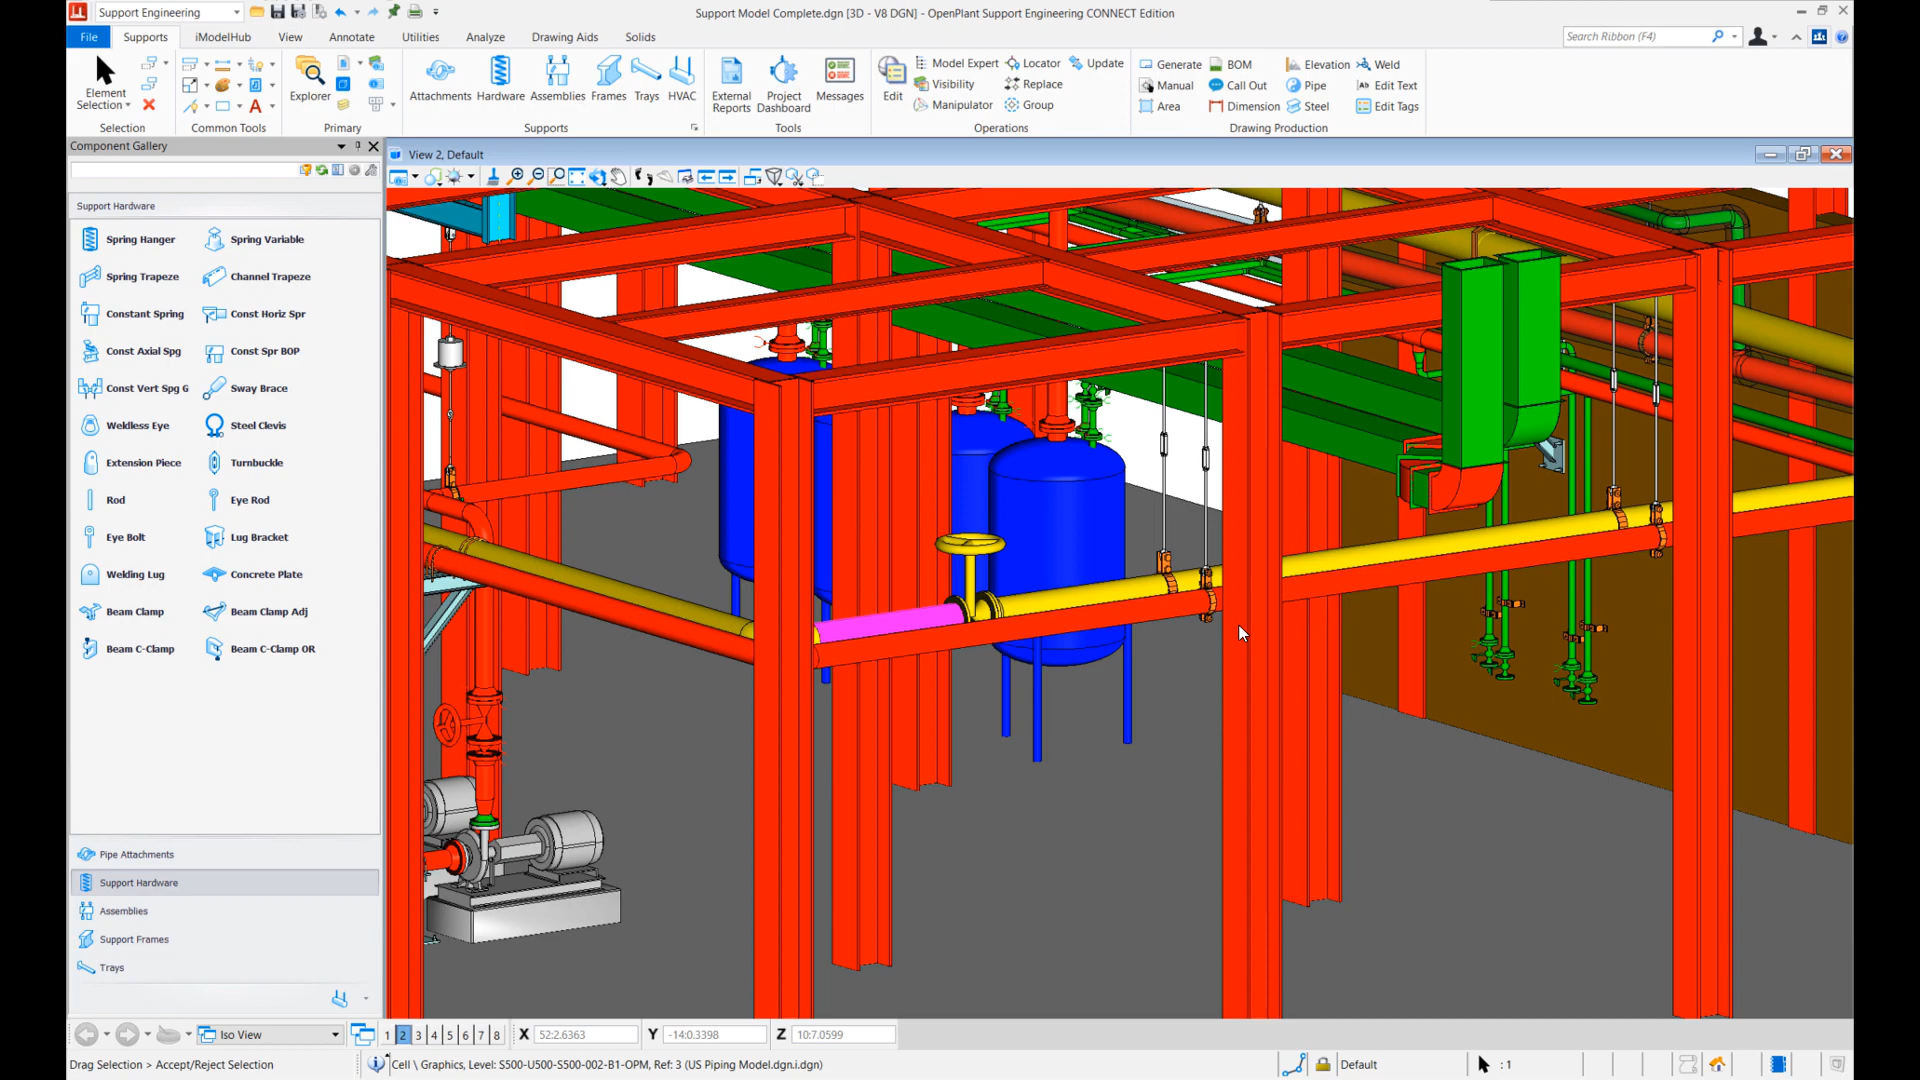 Support Engineering
Support Model Complete.dgn [3D - V8 DGN] - OpenPlant Support Engineering CONNECT Edition
File Supports iModelHub View Annotate Utilities Analyze Drawing Aids Solids
Search Ribbon (F4)
Element Selection
Explorer
Attachments Hardware Assemblies Frames Trays HVAC
External Reports
Project Dashboard
Messages
Edit
Model Expert Locator Update
Visibility Replace
Manipulator Group
Generate BOM Elevation Weld
Manual Call Out Pipe Edit Text
Area Dimension Steel Edit Tags
Selection Common Tools Primary Supports Tools Operations Drawing Production
Component Gallery
View 2, Default
Support Hardware
Spring Hanger Spring Variable
Spring Trapeze Channel Trapeze
Constant Spring Const Horiz Spr
Const Axial Spg Const Spr BOP
Const Vert Spg G Sway Brace
Weldless Eye Steel Clevis
Extension Piece Turnbuckle
Rod Eye Rod
Eye Bolt Lug Bracket
Welding Lug Concrete Plate
Beam Clamp Beam Clamp Adj
Beam C-Clamp Beam C-Clamp OR
Pipe Attachments
Support Hardware
Assemblies
Support Frames
Trays
Iso View 1 2 3 4 5 6 7 8 X 52:2.6363 Y -14:0.3398 Z 10:7.0599
Drag Selection > Accept/Reject Selection
Cell \ Graphics, Level: S500-U500-S500-002-B1-OPM, Ref: 3 (US Piping Model.dgn.i.dgn)
Default
: 1